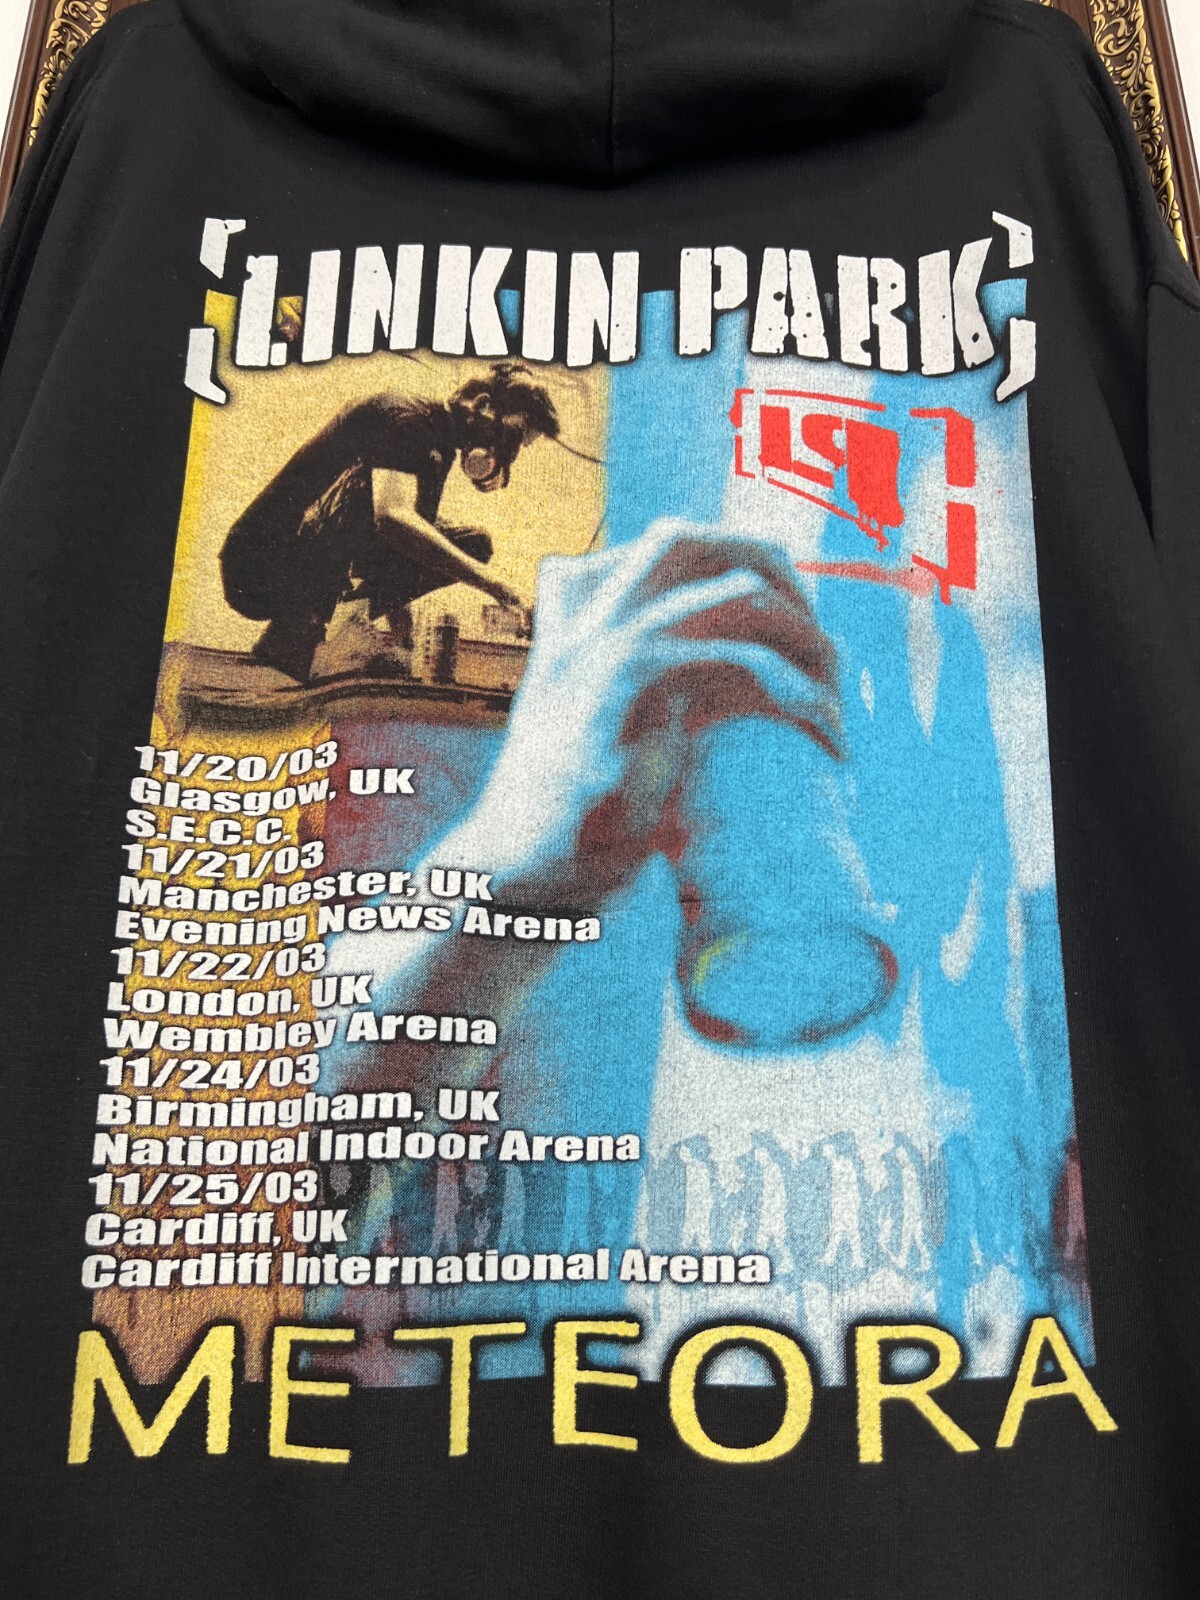 [LINKIN PARK]
[LP]
11/20/03
Glasgow, UK
S.E.C.C.
11/21/03
Manchester, UK
Evening News Arena
11/22/03
London, UK
Wembley Arena
11/24/03
Birmingham, UK
National Indoor Arena
11/25/03
Cardiff, UK
Cardiff International Arena
METEORA